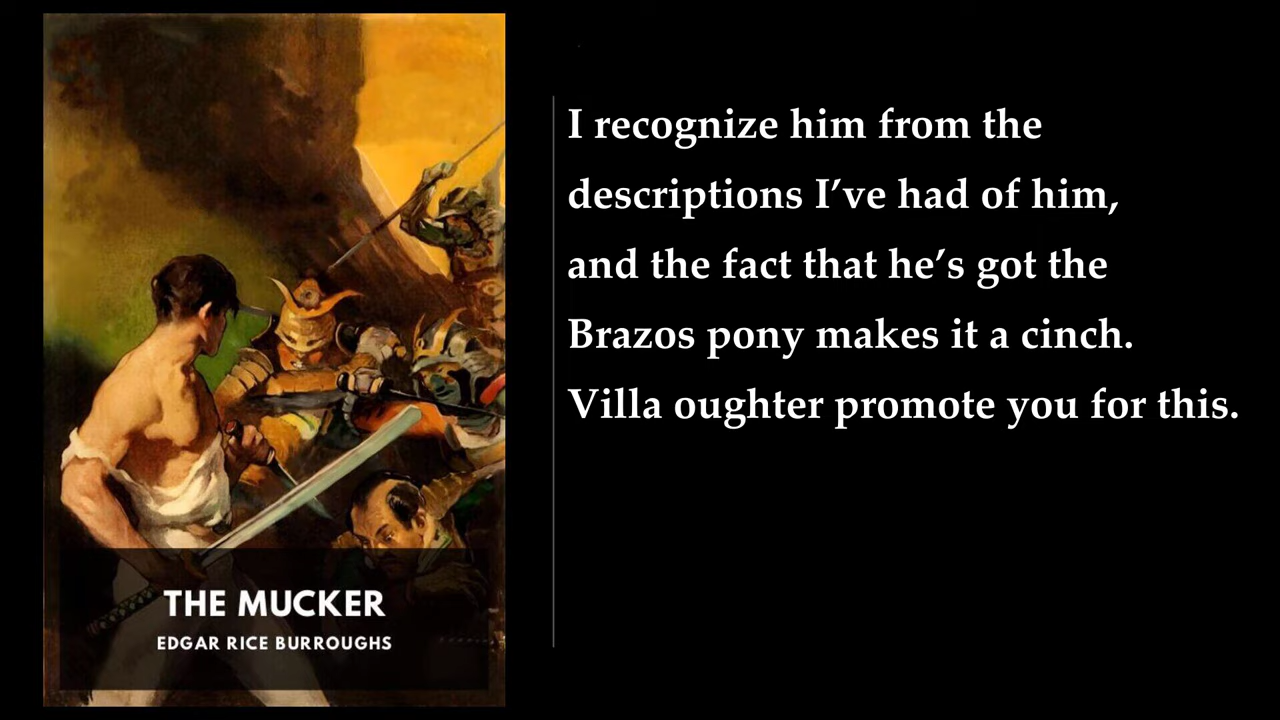 I recognize him from the
descriptions I’ve had of him,
and the fact that he’s got the
Brazos pony makes it a cinch.
Villa oughter promote you for this.
THE MUCKER
EDGAR RICE BURROUGHS